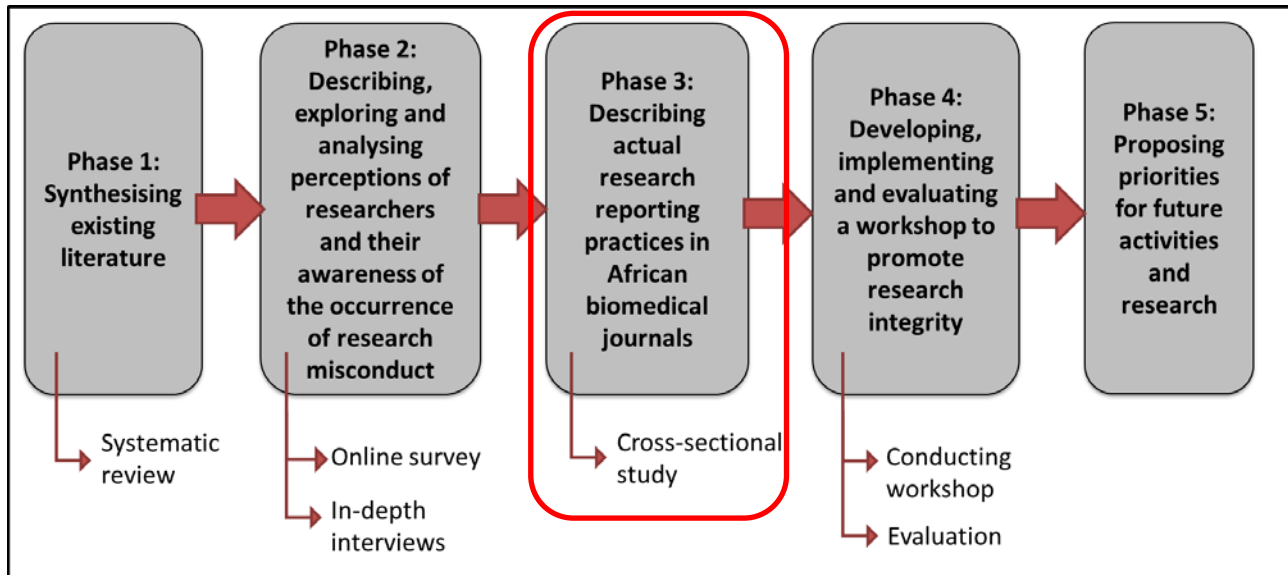 Phase 1:
Synthesising
existing
literature
Systematic
review
Phase 2:
Describing,
exploring and
analysing
perceptions of
researchers
and their
awareness of
the occurrence
of research
misconduct
Online survey
In-depth
interviews
Phase 3:
Describing
actual
research
reporting
practices in
African
biomedical
journals
Cross-sectional
study
Phase 4:
Developing,
implementing
and evaluating
a workshop to
promote
research
integrity
Conducting
workshop
Evaluation
Phase 5:
Proposing
priorities
for future
activities
and
research